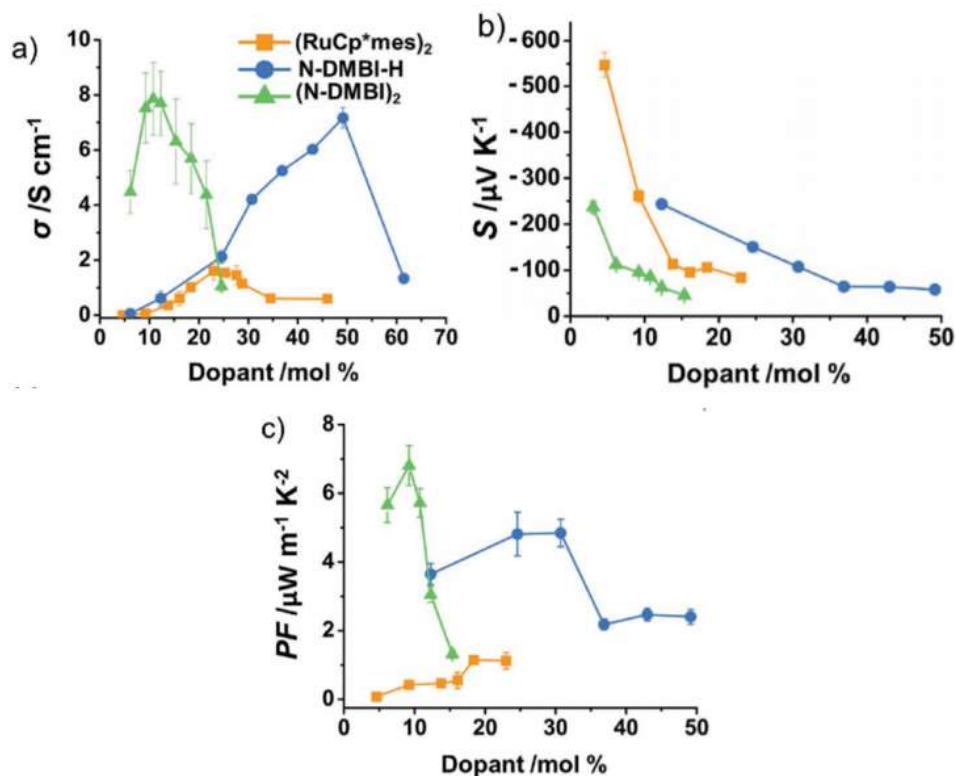 a)
(RuCp*mes)₂
N-DMBI-H
(N-DMBI)₂
σ /S cm⁻¹
10
8
6
4
2
0
0 10 20 30 40 50 60 70
Dopant /mol %
b)
S /µV K⁻¹
-600
-500
-400
-300
-200
-100
0
0 10 20 30 40 50
Dopant /mol %
c)
PF /µW m⁻¹ K⁻²
8
6
4
2
0
0 10 20 30 40 50
Dopant /mol %